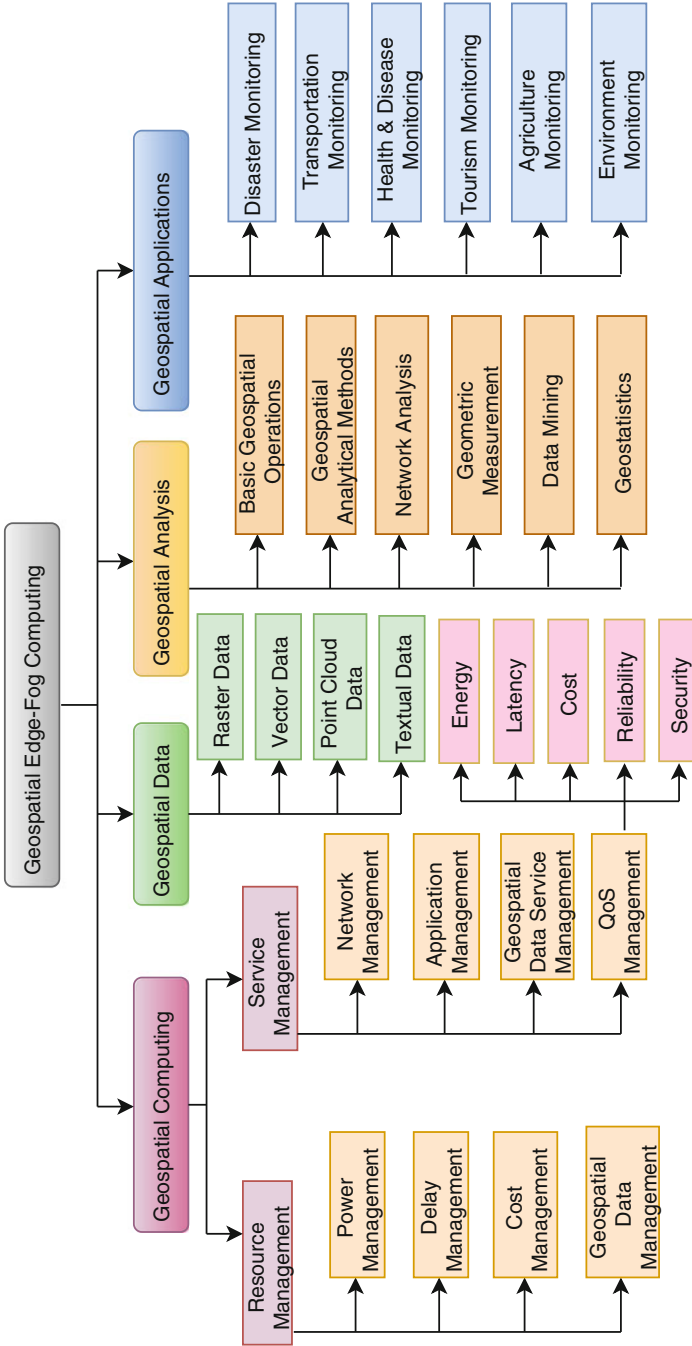 Geospatial Edge-Fog Computing
Geospatial Computing
Geospatial Data
Geospatial Analysis
Geospatial Applications
Resource
Management
Power
Management
Delay
Management
Cost
Management
Geospatial
Data
Management
Service
Management
Network
Management
Application
Management
Geospatial
Data Service
Management
QoS
Management
Energy
Latency
Cost
Reliability
Security
Raster Data
Vector Data
Point Cloud
Data
Textual Data
Basic Geospatial
Operations
Geospatial
Analytical Methods
Network Analysis
Geometric
Measurement
Data Mining
Geostatistics
Disaster Monitoring
Transportation
Monitoring
Health & Disease
Monitoring
Tourism Monitoring
Agriculture
Monitoring
Environment
Monitoring